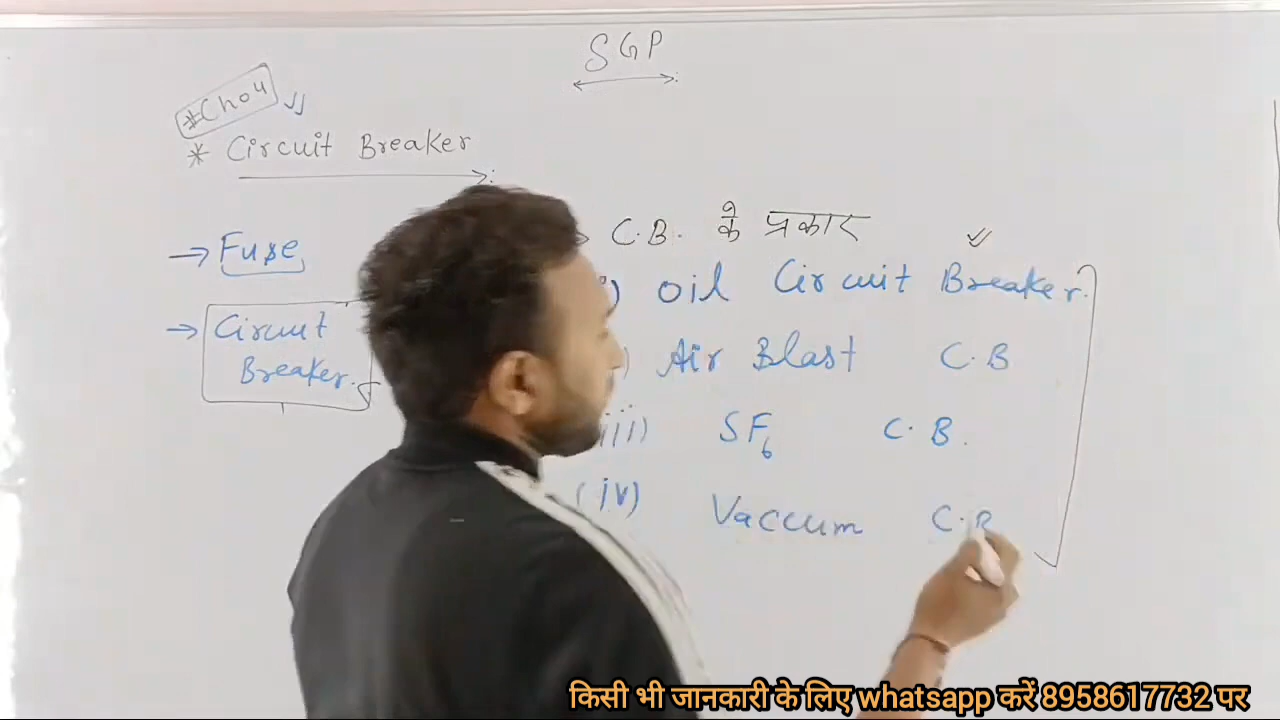 SGP
#Ch04
* Circuit Breaker
→ Fuse
→ Circuit
Breaker.
C.B. के प्रकार
) Oil Circuit Breaker.
) Air Blast C.B
iii) SF6 C.B.
(iv) Vaccum C.B
किसी भी जानकारी के लिए whatsapp करें 8958617732 पर